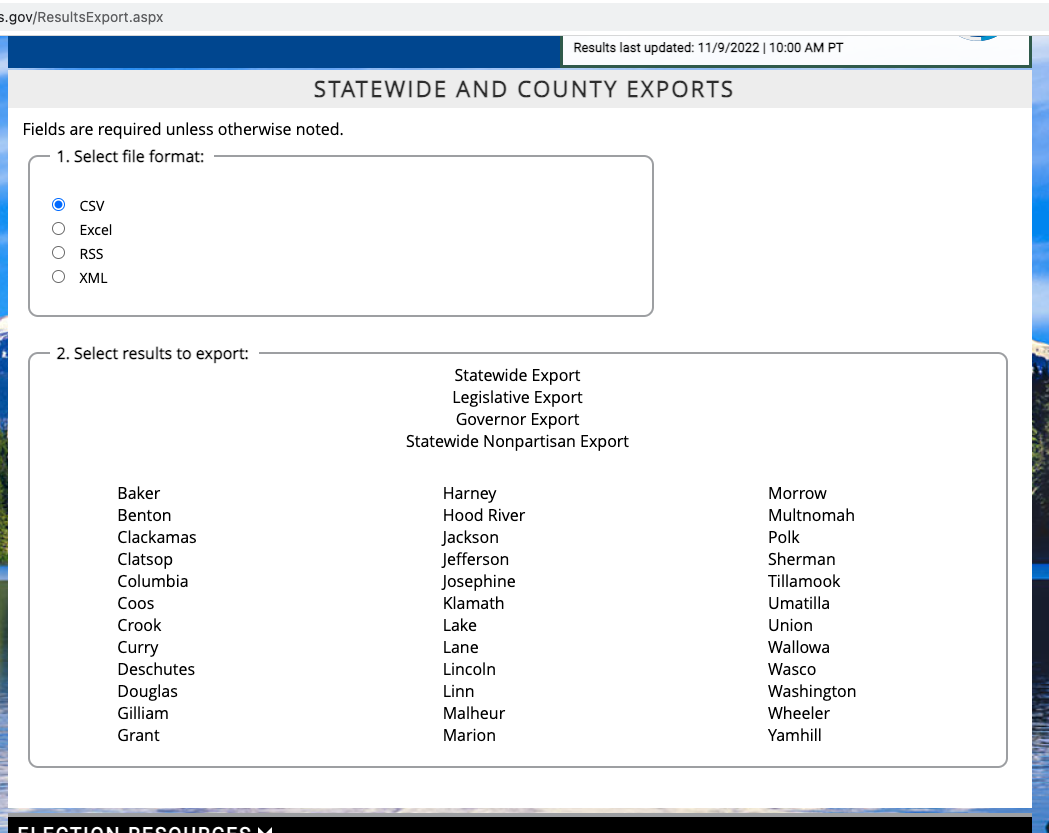 s.gov/ResultsExport.aspx
Results last updated: 11/9/2022 | 10:00 AM PT
STATEWIDE AND COUNTY EXPORTS
Fields are required unless otherwise noted.
1. Select file format:
CSV
Excel
RSS
XML
2. Select results to export:
Statewide Export
Legislative Export
Governor Export
Statewide Nonpartisan Export
Baker
Benton
Clackamas
Clatsop
Columbia
Coos
Crook
Curry
Deschutes
Douglas
Gilliam
Grant
Harney
Hood River
Jackson
Jefferson
Josephine
Klamath
Lake
Lane
Lincoln
Linn
Malheur
Marion
Morrow
Multnomah
Polk
Sherman
Tillamook
Umatilla
Union
Wallowa
Wasco
Washington
Wheeler
Yamhill
ELECTION RESOURCES